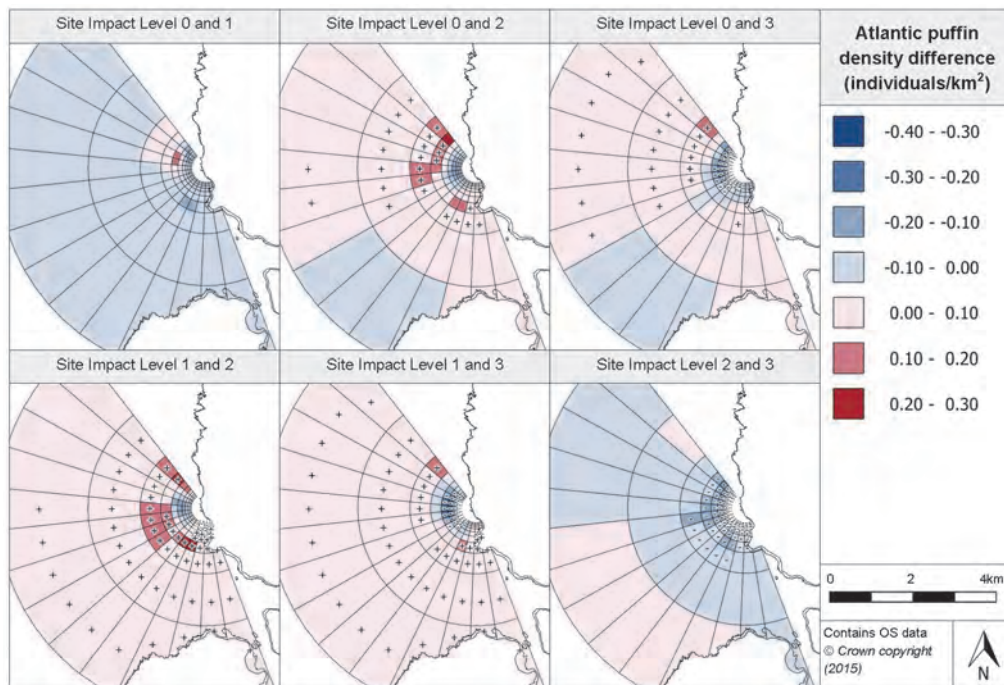 Site Impact Level 0 and 1
Site Impact Level 0 and 2
Site Impact Level 0 and 3
Site Impact Level 1 and 2
Site Impact Level 1 and 3
Site Impact Level 2 and 3
Atlantic puffin
density difference
(individuals/km²)
-0.40 - -0.30
-0.30 - -0.20
-0.20 - -0.10
-0.10 - 0.00
0.00 - 0.10
0.10 - 0.20
0.20 - 0.30
0 2 4km
Contains OS data
© Crown copyright
(2015)
N